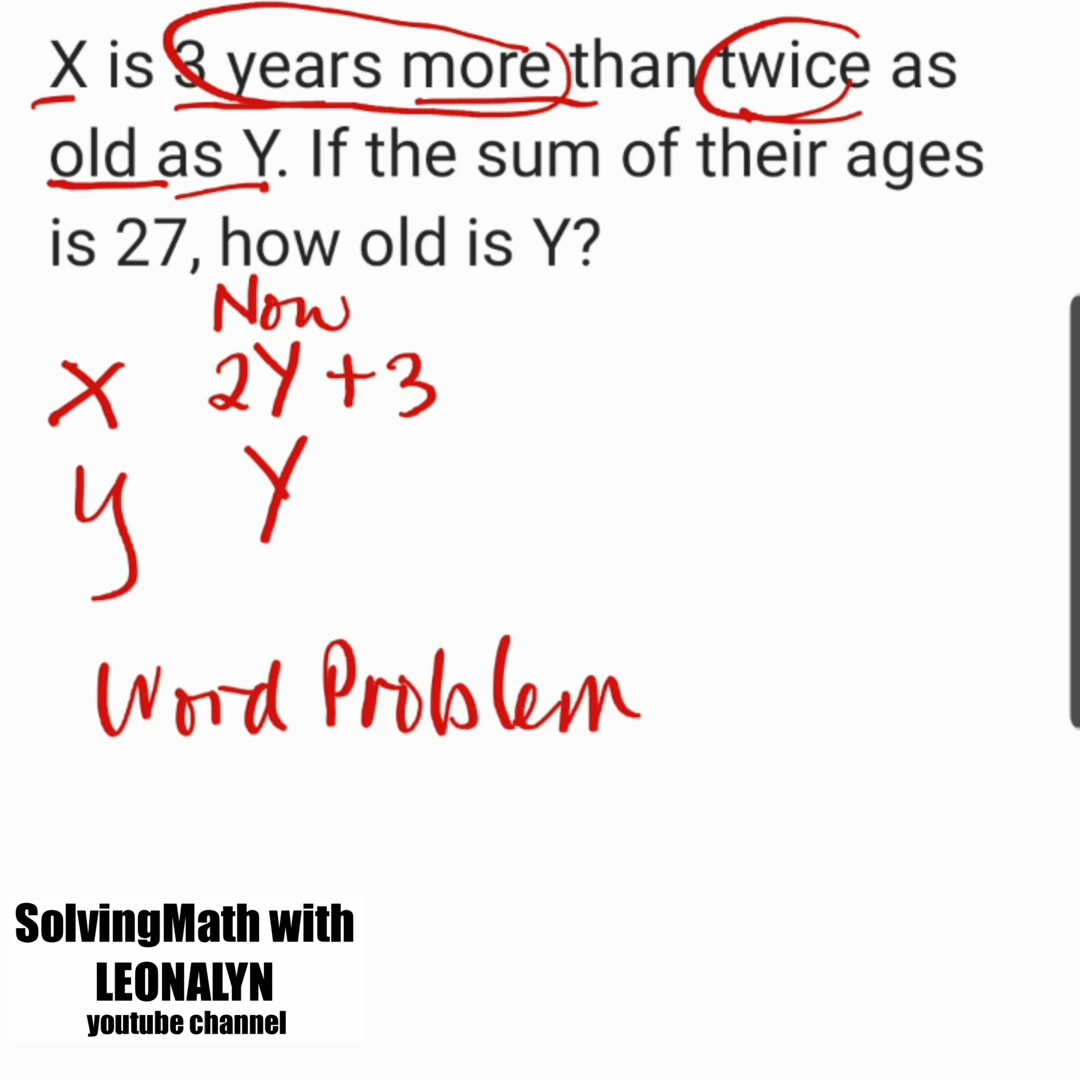 X is 3 years more than twice as
old as Y. If the sum of their ages
is 27, how old is Y?
Now
X 2Y + 3
y Y
Word Problem
SolvingMath with
LEONALYN
youtube channel